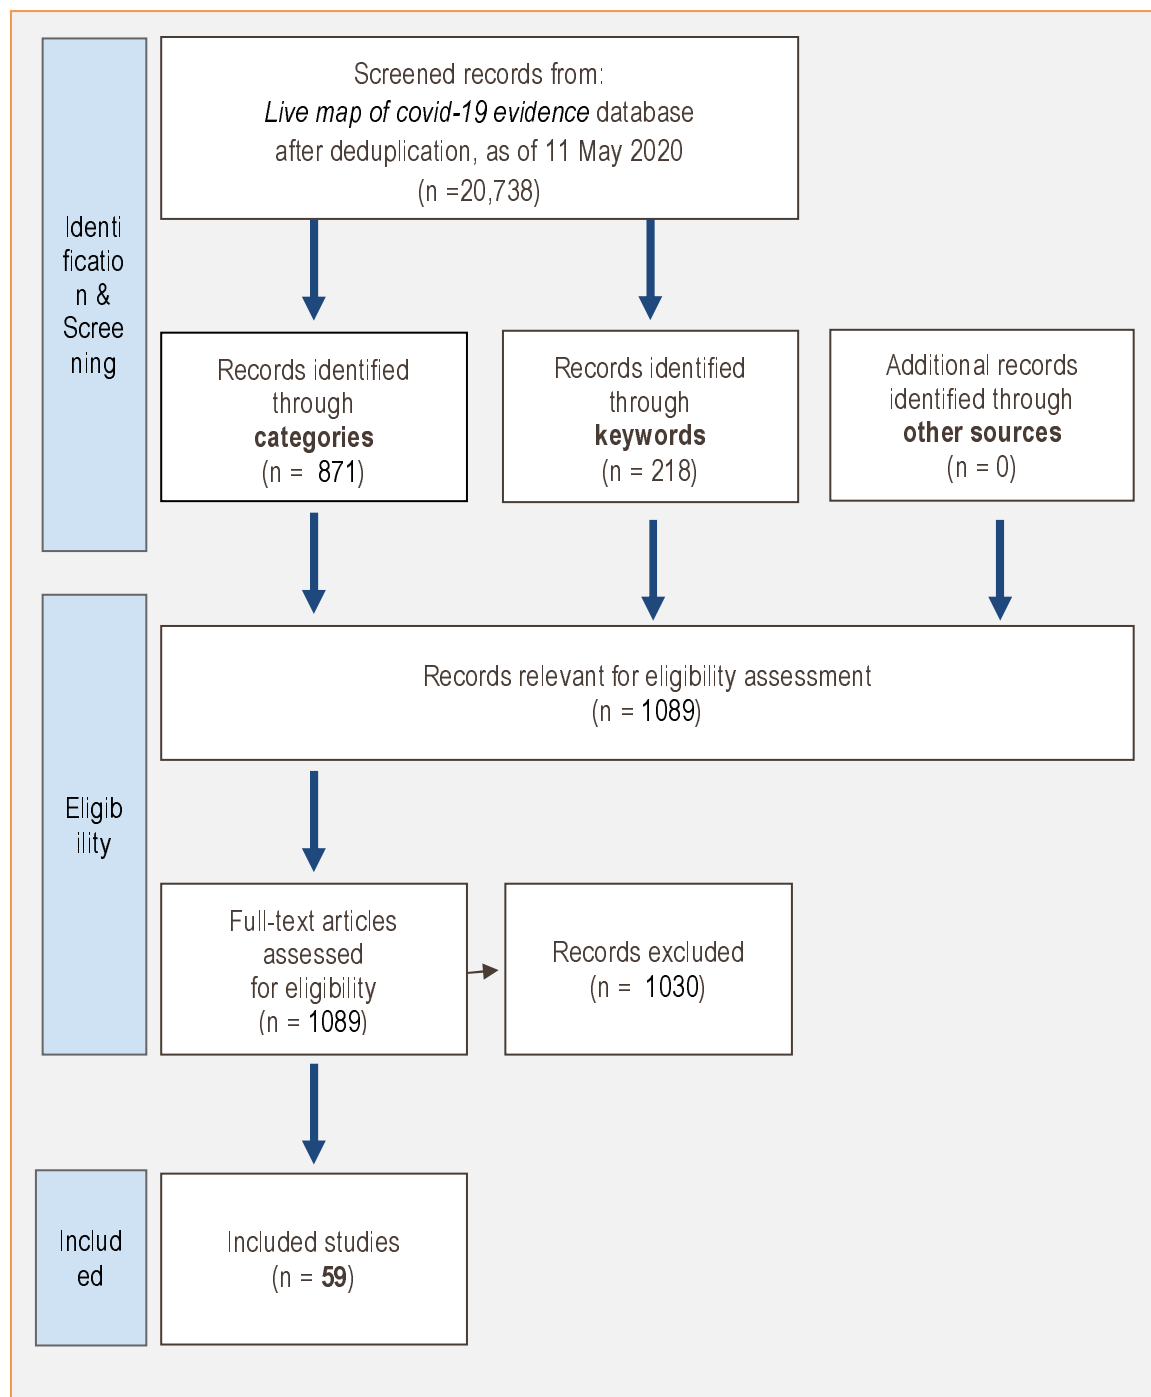 Screened records from:
Live map of covid-19 evidence database
after deduplication, as of 11 May 2020
(n =20,738)
Identi
ficatio
n &
Scree
ning
Records identified
through
categories
(n =  871)
Records identified
through
keywords
(n = 218)
Additional records
identified through
other sources
(n = 0)
Records relevant for eligibility assessment
(n = 1089)
Eligib
ility
Full-text articles
assessed
for eligibility
(n = 1089)
Records excluded
(n =  1030)
Includ
ed
Included studies
(n = 59)